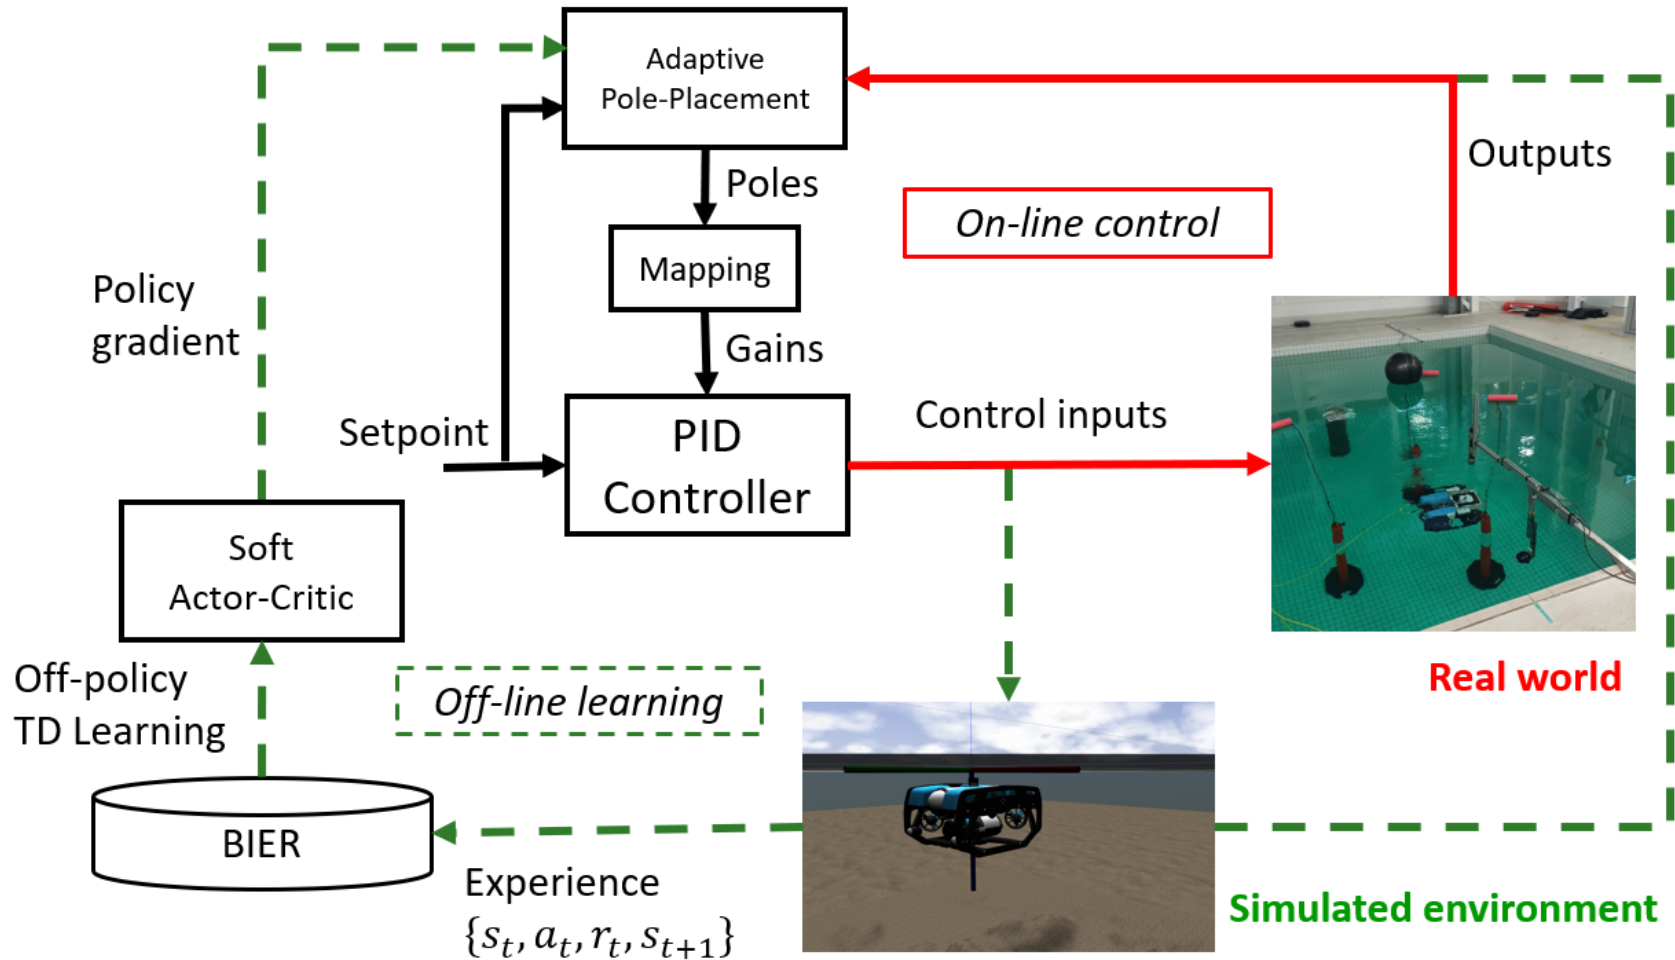 Adaptive
Pole-Placement
Outputs
Poles
On-line control
Mapping
Policy
gradient
Gains
Setpoint
PID
Controller
Control inputs
Soft
Actor-Critic
Real world
Off-policy
TD Learning
Off-line learning
BIER
Experience
{s_t, a_t, r_t, s_{t+1}}
Simulated environment